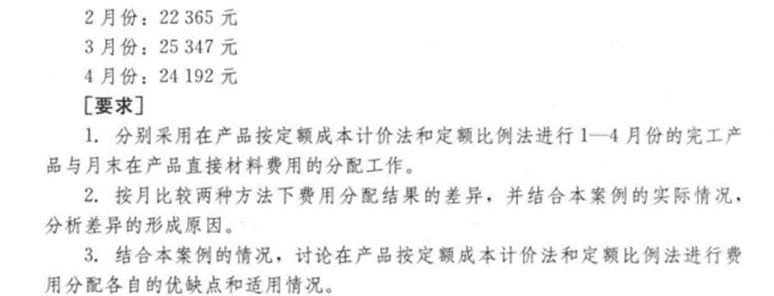 2月份：22 365 元
3月份：25 347 元
4月份：24 192 元
[要求]
1. 分别采用在产品按定额成本计价法和定额比例法进行1—4月份的完工产
品与月末在产品直接材料费用的分配工作。
2. 按月比较两种方法下费用分配结果的差异，并结合本案例的实际情况，
分析差异的形成原因。
3. 结合本案例的情况，讨论在产品按定额成本计价法和定额比例法进行费
用分配各自的优缺点和适用情况。